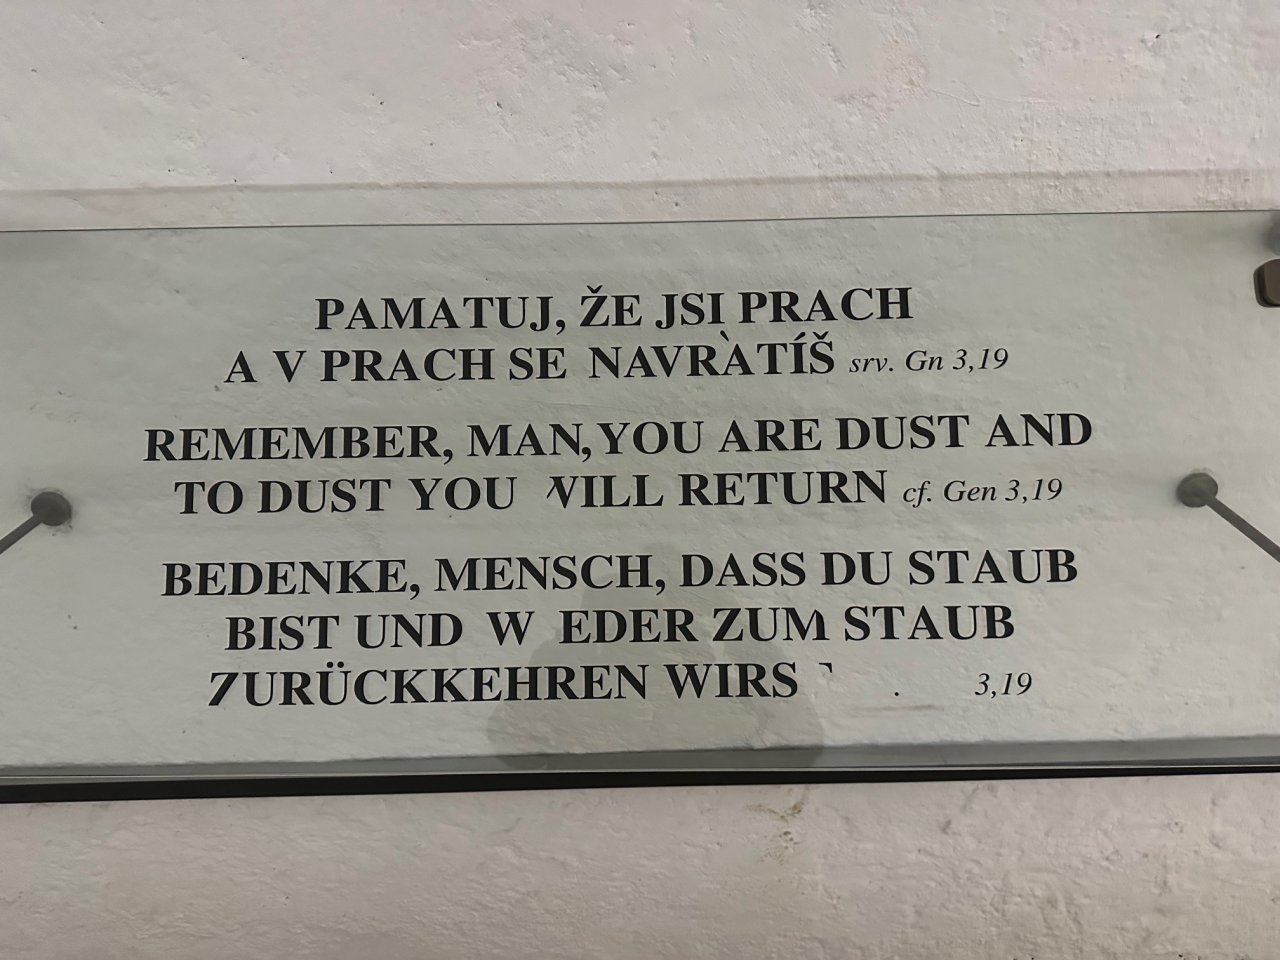 PAMATUJ, ŽE JSI PRACH
A V PRACH SE NAVRÀTÍŠ srv. Gn 3,19
REMEMBER, MAN, YOU ARE DUST AND
TO DUST YOU VILL RETURN cf. Gen 3,19
BEDENKE, MENSCH, DASS DU STAUB
BIST UND W EDER ZUM STAUB
ZURÜCKKEHREN WIRS 3,19